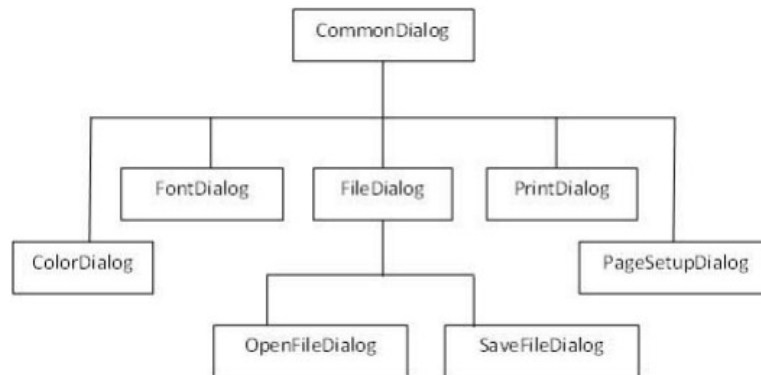 CommonDialog
FontDialog
FileDialog
PrintDialog
ColorDialog
PageSetupDialog
OpenFileDialog
SaveFileDialog